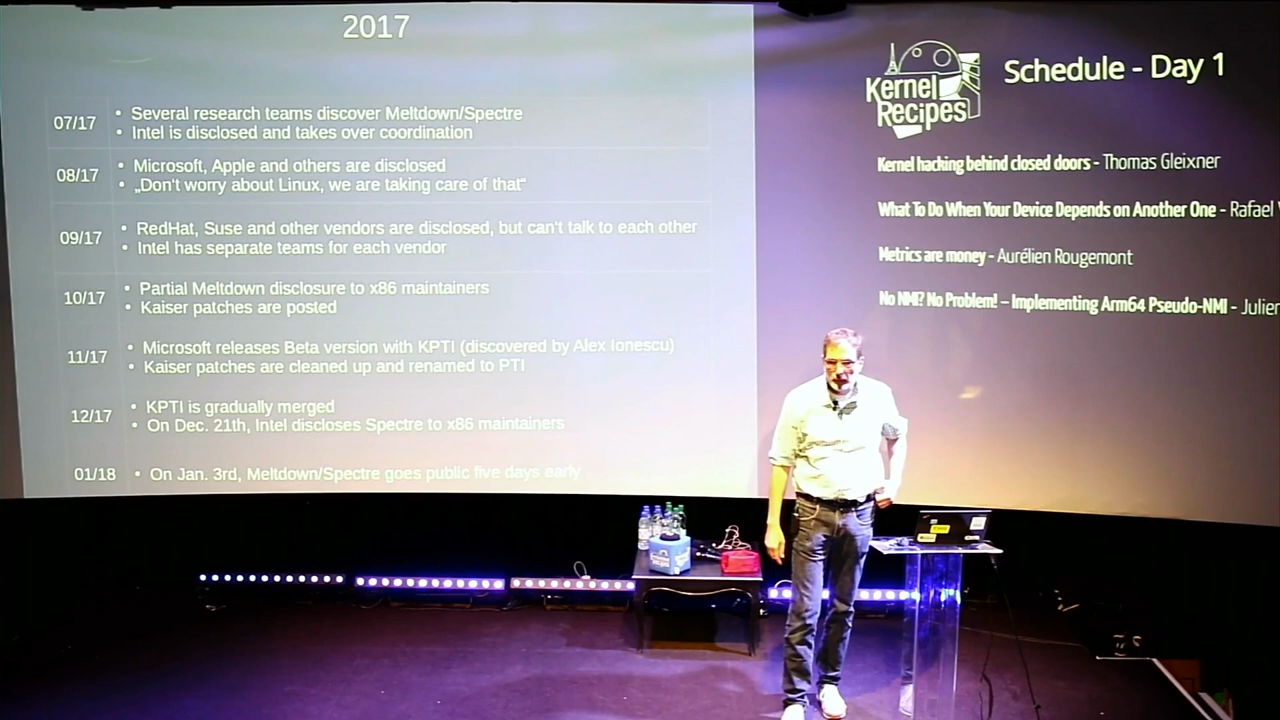 2017
07/17
• Several research teams discover Meltdown/Spectre
• Intel is disclosed and takes over coordination
08/17
• Microsoft, Apple and others are disclosed
• „Don't worry about Linux, we are taking care of that“
09/17
• RedHat, Suse and other vendors are disclosed, but can't talk to each other
• Intel has separate teams for each vendor
10/17
• Partial Meltdown disclosure to x86 maintainers
• Kaiser patches are posted
11/17
• Microsoft releases Beta version with KPTI (discovered by Alex Ionescu)
• Kaiser patches are cleaned up and renamed to PTI
12/17
• KPTI is gradually merged
• On Dec. 21th, Intel discloses Spectre to x86 maintainers
01/18
• On Jan. 3rd, Meltdown/Spectre goes public five days early
Kernel
Recipes
Schedule - Day 1
Kernel hacking behind closed doors - Thomas Gleixner
What To Do When Your Device Depends on Another One - Rafael
Metrics are money - Aurélien Rougemont
No NMI? No Problem! – Implementing Arm64 Pseudo-NMI - Julien